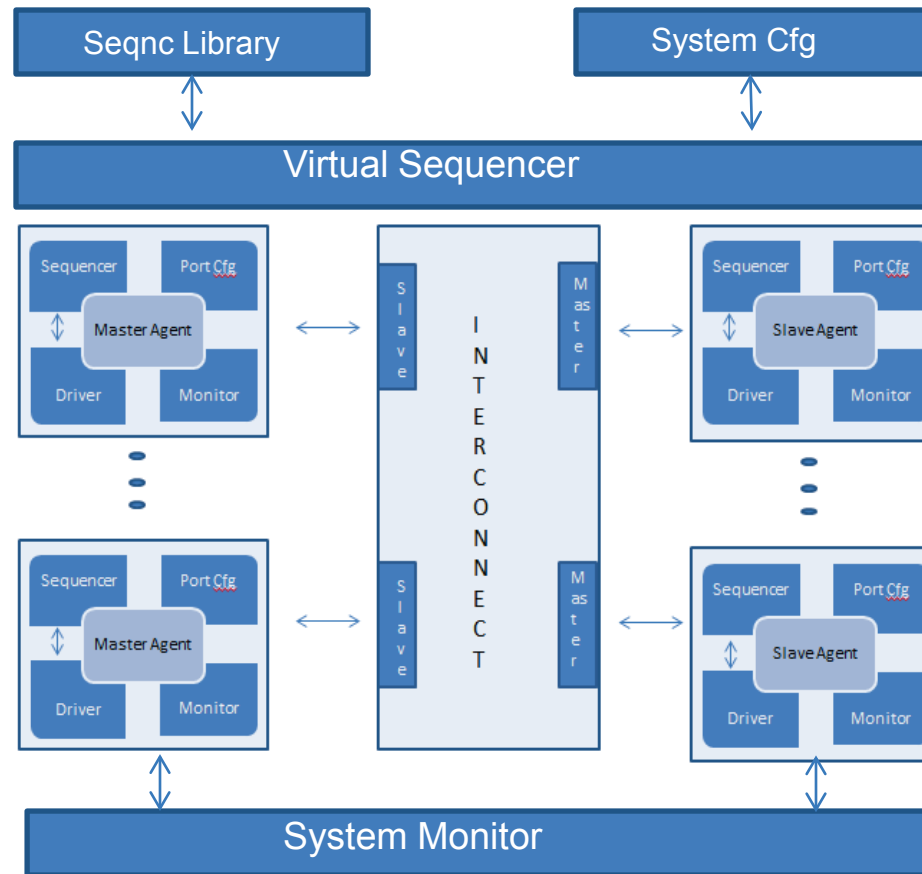 Seqnc Library
System Cfg
Virtual Sequencer
Sequencer
Port Cfg
Master Agent
Driver
Monitor
Slave
INTERCONNECT
Master
Sequencer
Port Cfg
Slave Agent
Driver
Monitor
Sequencer
Port Cfg
Master Agent
Driver
Monitor
Slave
Master
Sequencer
Port Cfg
Slave Agent
Driver
Monitor
System Monitor